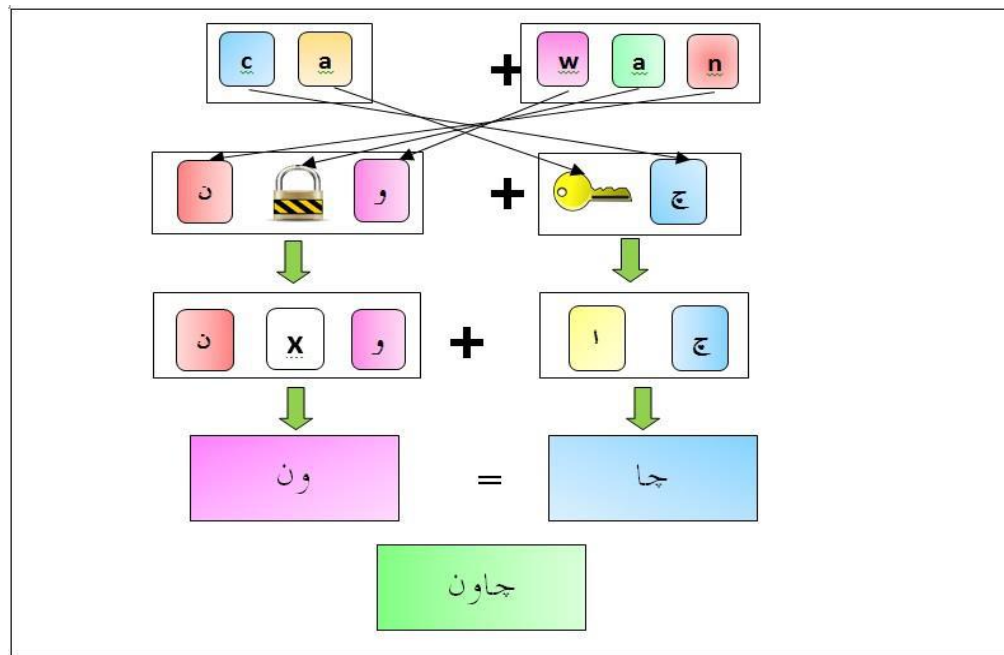 c a + w a n
ن و + چ
ن X و + ا چ
ون = چا
چاون